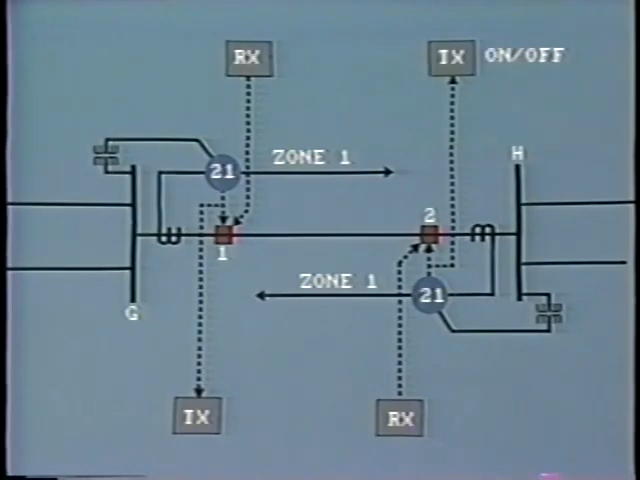 RX
TX ON/OFF
ZONE 1
21
H
1
2
ZONE 1
21
G
TX
RX